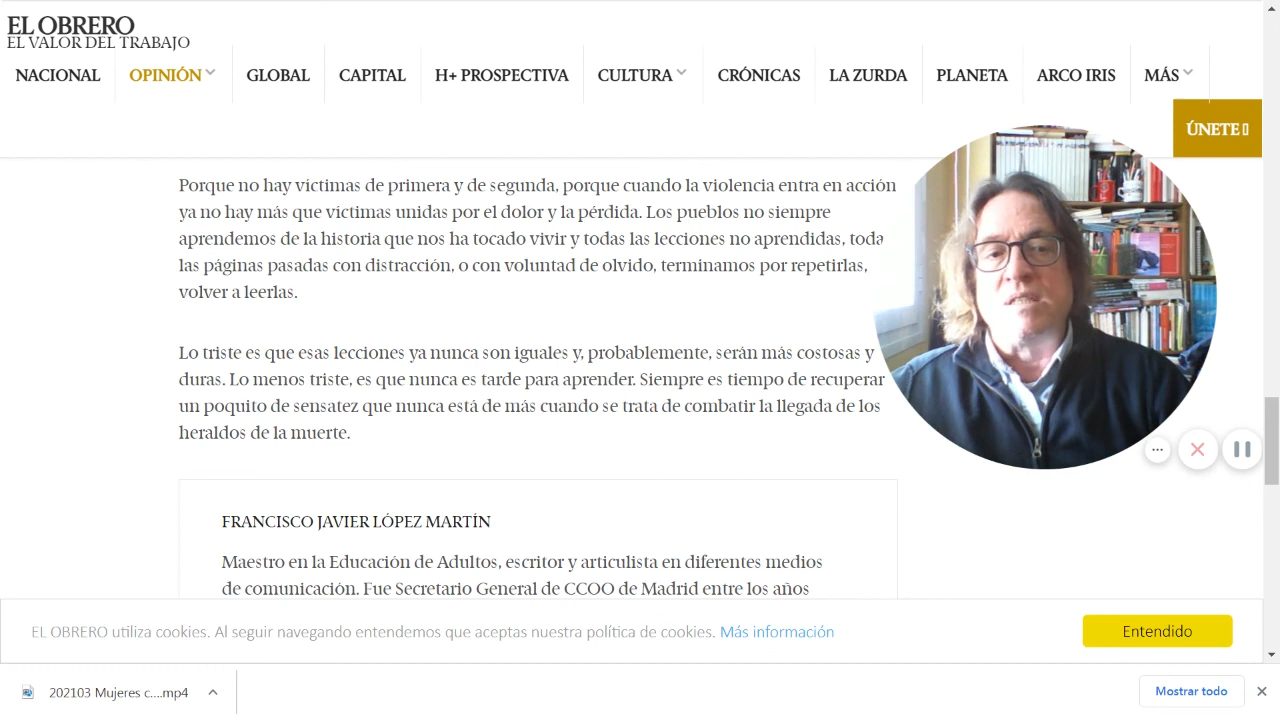 EL OBRERO
EL VALOR DEL TRABAJO
NACIONAL OPINIÓN GLOBAL CAPITAL H+ PROSPECTIVA CULTURA CRÓNICAS LA ZURDA PLANETA ARCO IRIS MÁS
ÚNETE
Porque no hay víctimas de primera y de segunda, porque cuando la violencia entra en acción
ya no hay más que víctimas unidas por el dolor y la pérdida. Los pueblos no siempre
aprendemos de la historia que nos ha tocado vivir y todas las lecciones no aprendidas, toda
las páginas pasadas con distracción, o con voluntad de olvido, terminamos por repetirlas,
volver a leerlas.
Lo triste es que esas lecciones ya nunca son iguales y, probablemente, serán más costosas y
duras. Lo menos triste, es que nunca es tarde para aprender. Siempre es tiempo de recuperar
un poquito de sensatez que nunca está de más cuando se trata de combatir la llegada de los
heraldos de la muerte.
FRANCISCO JAVIER LÓPEZ MARTÍN
Maestro en la Educación de Adultos, escritor y articulista en diferentes medios
de comunicación. Fue Secretario General de CCOO de Madrid entre los años
EL OBRERO utiliza cookies. Al seguir navegando entendemos que aceptas nuestra política de cookies. Más información
Entendido
202103 Mujeres c....mp4
Mostrar todo